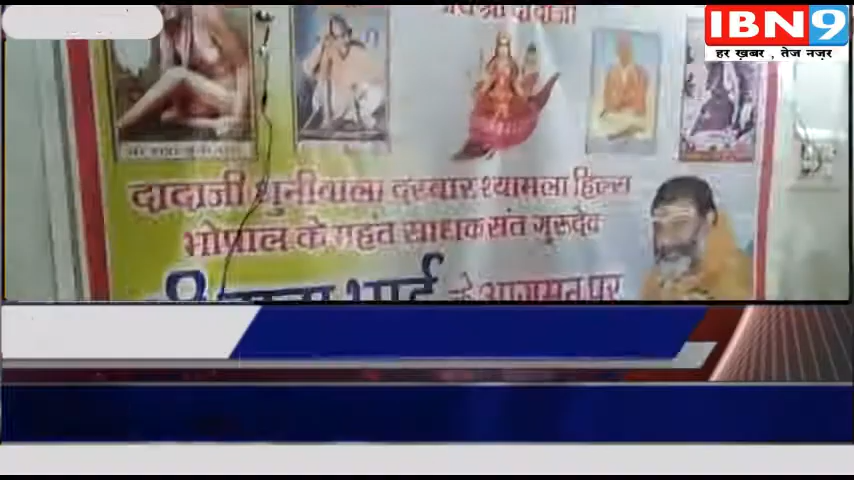 IBN9
हर ख़बर , तेज नज़र
दादाजी
दादाजी धुनीवाला दरबार श्यामला हिल्स
भोपाल के महंत साधक संत गुरूदेव
भाई के आगमन पर